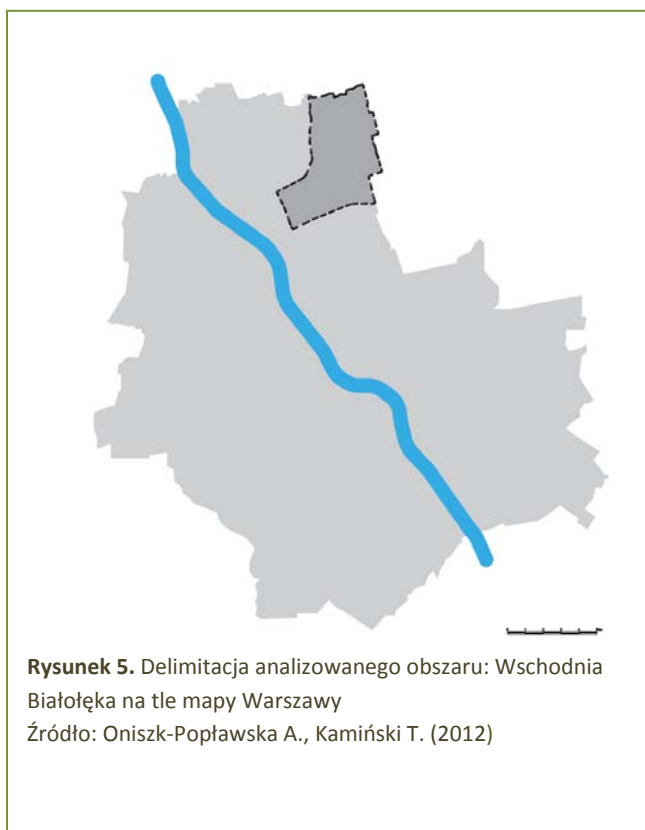 Rysunek 5. Delimitacja analizowanego obszaru: Wschodnia
Białołęka na tle mapy Warszawy
Źródło: Oniszk-Popławska A., Kamiński T. (2012)